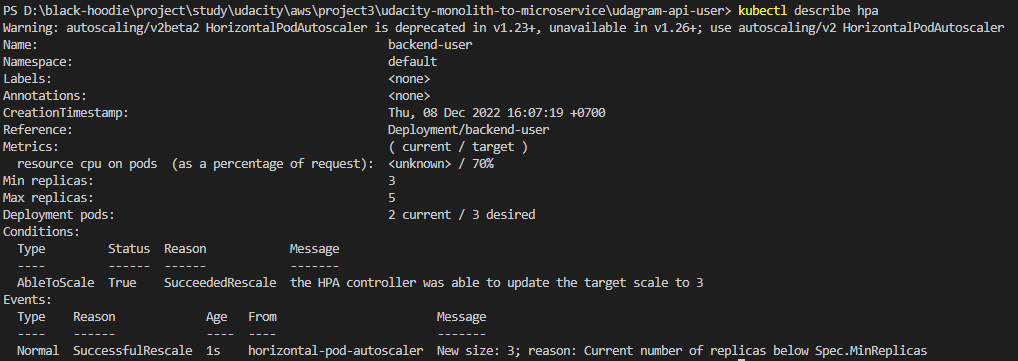 PS D:\black-hoodie\project\study\udacity\aws\project3\udacity-monolith-to-microservice\udagram-api-user> kubectl describe hpa
Warning: autoscaling/v2beta2 HorizontalPodAutoscaler is deprecated in v1.23+, unavailable in v1.26+; use autoscaling/v2 HorizontalPodAutoscaler
Name: backend-user
Namespace: default
Labels: <none>
Annotations: <none>
CreationTimestamp: Thu, 08 Dec 2022 16:07:19 +0700
Reference: Deployment/backend-user
Metrics: ( current / target )
resource cpu on pods (as a percentage of request): <unknown> / 70%
Min replicas: 3
Max replicas: 5
Deployment pods: 2 current / 3 desired
Conditions:
Type Status Reason Message
---- ------ ------ -------
AbleToScale True SucceededRescale the HPA controller was able to update the target scale to 3
Events:
Type Reason Age From Message
---- ------ ---- ---- -------
Normal SuccessfulRescale 1s horizontal-pod-autoscaler New size: 3; reason: Current number of replicas below Spec.MinReplicas